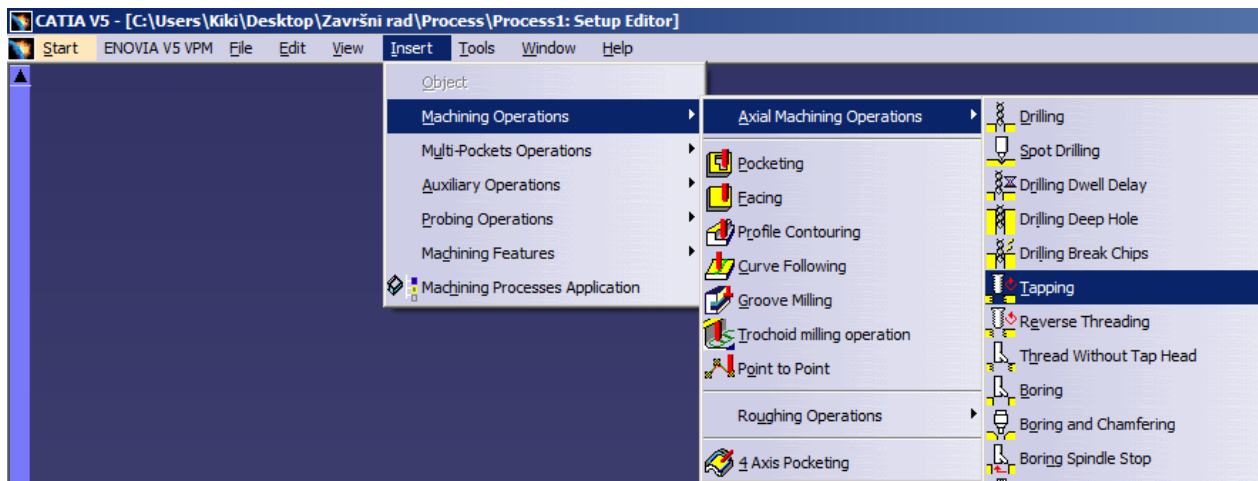 CATIA V5 - [C:\Users\Kiki\Desktop\Završni rad\Process\Process1: Setup Editor]
Start ENOVIA V5 VPM File Edit View Insert Tools Window Help
Object
Machining Operations
Multi-Pockets Operations
Auxiliary Operations
Probing Operations
Machining Features
Machining Processes Application
Axial Machining Operations
Pocketing
Facing
Profile Contouring
Curve Following
Groove Milling
Trochoid milling operation
Point to Point
Roughing Operations
4 Axis Pocketing
Drilling
Spot Drilling
Drilling Dwell Delay
Drilling Deep Hole
Drilling Break Chips
Tapping
Reverse Threading
Thread Without Tap Head
Boring
Boring and Chamfering
Boring Spindle Stop